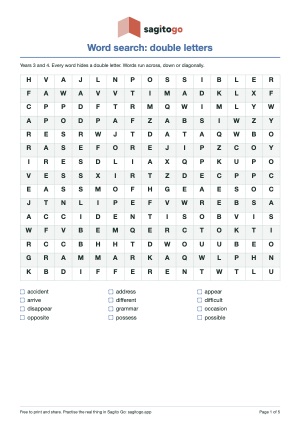 sagitogo
Word search: double letters
Years 3 and 4. Every word hides a double letter. Words run across, down or diagonally.
H V A J L N P O S S I B L E R
F A W A V V T I M A D K L X F
C P P D F T R M Q W I M L Y W
A P O D P A F Z A B S I W Z Y
R E S R W J T D A T A Q W B O
R A S E F O R E J I P Z C O Y
I R E S D L I A X Q P K U P O
V E S S X I R T Z D E C P P C
E A S S M O F H G E A E S O C
J T N L I P E F V W R E B S A
A C C I D E N T I S O B V I S
W F V B E M Q E R C T O K T I
R C C B H H T D W O U U B E O
G R A M M A R K A Q W L P H N
K B D I F F E R E N T W T L U
accident address appear
arrive different difficult
disappear grammar occasion
opposite possess possible
Free to print and share. Practise the real thing in Sagito Go: sagitogo.app Page 1 of 5